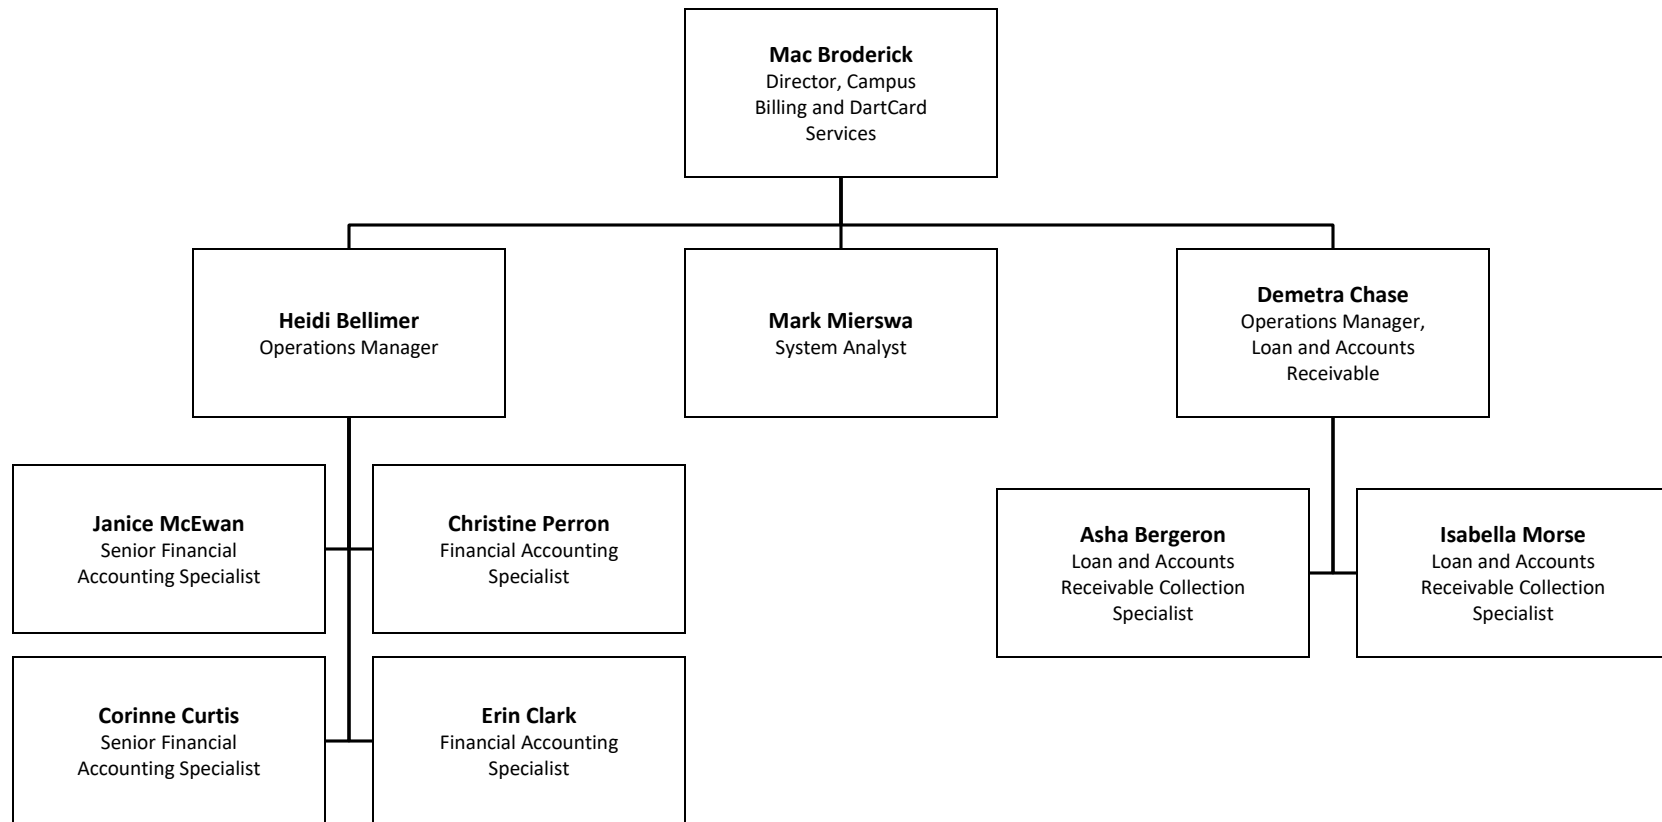 Mac Broderick
Director, Campus
Billing and DartCard
Services
Heidi Bellimer
Operations Manager
Mark Mierswa
System Analyst
Demetra Chase
Operations Manager,
Loan and Accounts
Receivable
Janice McEwan
Senior Financial
Accounting Specialist
Christine Perron
Financial Accounting
Specialist
Asha Bergeron
Loan and Accounts
Receivable Collection
Specialist
Isabella Morse
Loan and Accounts
Receivable Collection
Specialist
Corinne Curtis
Senior Financial
Accounting Specialist
Erin Clark
Financial Accounting
Specialist